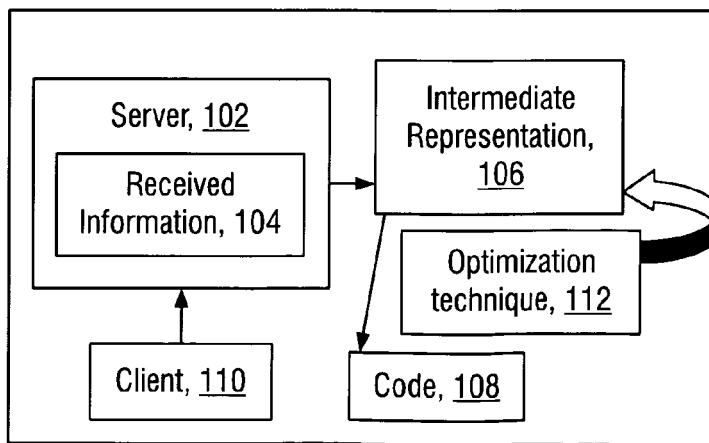 Server, 102
Received
Information, 104
Intermediate
Representation,
106
Optimization
technique, 112
Client, 110
Code, 108